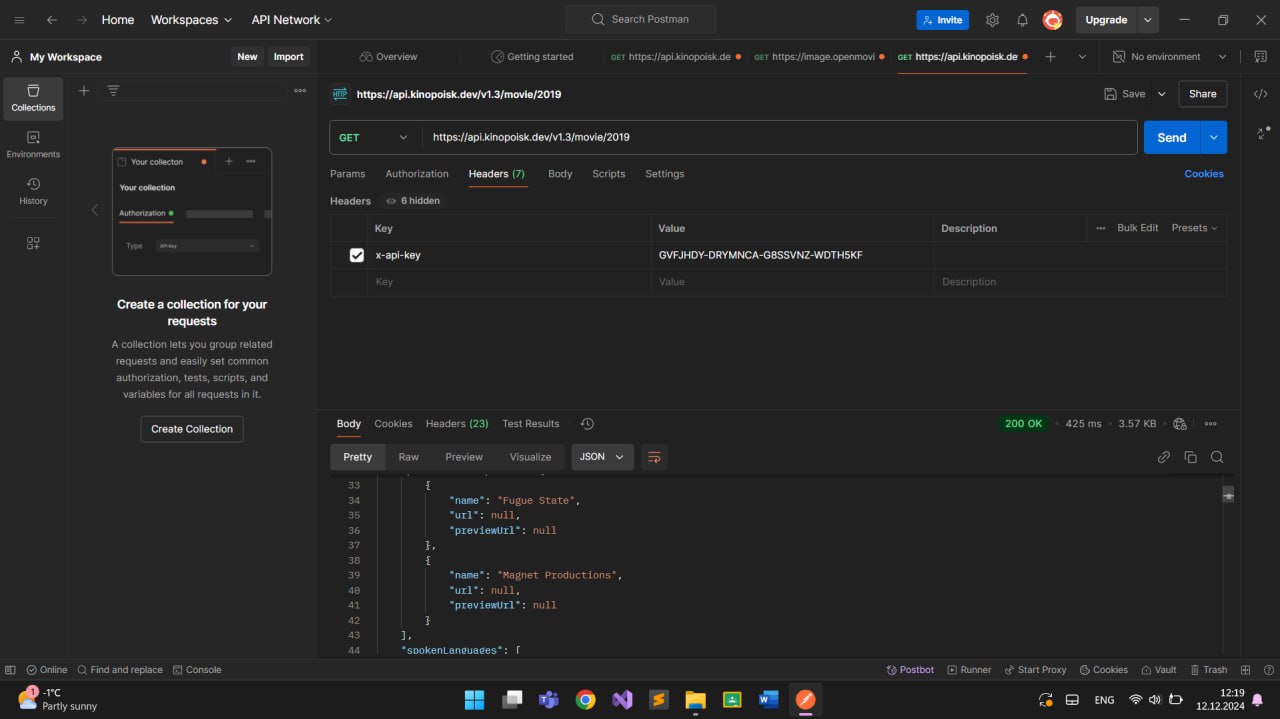 Home Workspaces API Network Search Postman Invite Upgrade
My Workspace New Import Overview Getting started GET https://api.kinopoisk.de GET https://image.openmovi GET https://api.kinopoisk.de No environment
Collections
Environments
History
Your collecton
Your collection
Authorization
Type API-Key
Create a collection for your
requests
A collection lets you group related
requests and easily set common
authorization, tests, scripts, and
variables for all requests in it.
Create Collection
HTTP https://api.kinopoisk.dev/v1.3/movie/2019 Save Share
GET https://api.kinopoisk.dev/v1.3/movie/2019 Send
Params Authorization Headers (7) Body Scripts Settings Cookies
Headers 6 hidden
Key Value Description Bulk Edit Presets
x-api-key GVFJHDY-DRYMNCA-G8SSVNZ-WDTH5KF
Key Value Description
Body Cookies Headers (23) Test Results 200 OK 425 ms 3.57 KB
Pretty Raw Preview Visualize JSON
33 {
34 "name": "Fugue State",
35 "url": null,
36 "previewUrl": null
37 },
38 {
39 "name": "Magnet Productions",
40 "url": null,
41 "previewUrl": null
42 }
43 ],
44 "spokenLanguages": [
Online Find and replace Console Postbot Runner Start Proxy Cookies Vault Trash
1 -1°C
Partly sunny
ENG
12:19
12.12.2024